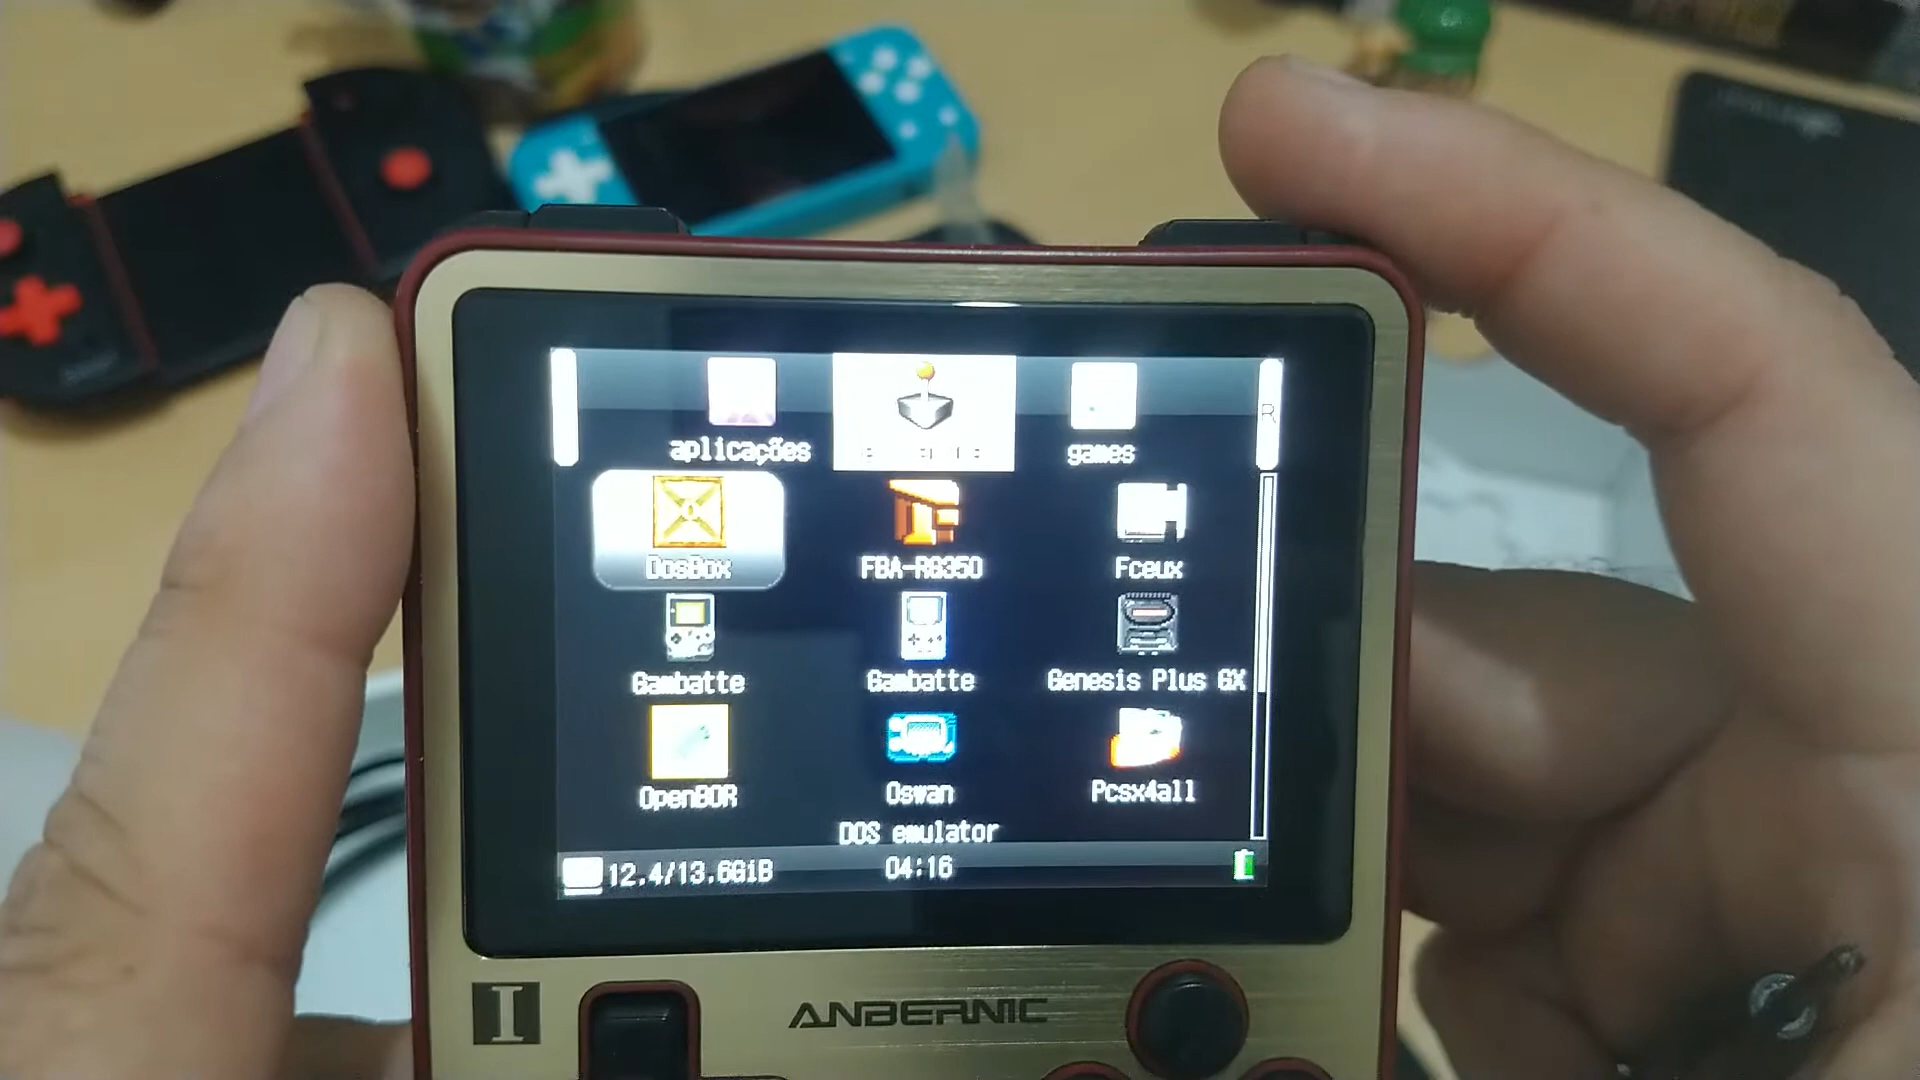 aplicações
games
R
DosBox
FBA-RG350
Fceux
Gambatte
Gambatte
Genesis Plus GX
OpenBOR
Oswan
Pcsx4all
DOS emulator
12.4/13.6GiB
04:16
I
ANBERNIC